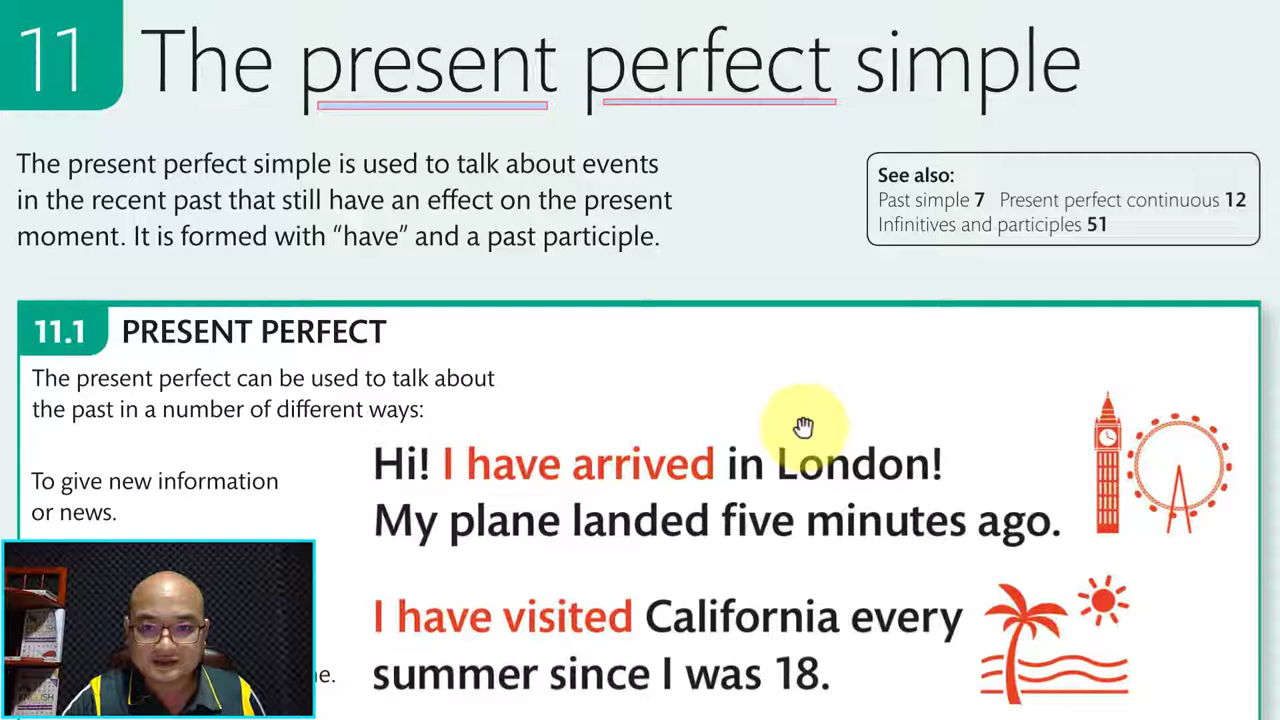 11 The present perfect simple
The present perfect simple is used to talk about events
in the recent past that still have an effect on the present
moment. It is formed with “have” and a past participle.
See also:
Past simple 7 Present perfect continuous 12
Infinitives and participles 51
11.1 PRESENT PERFECT
The present perfect can be used to talk about
the past in a number of different ways:
To give new information
or news.
Hi! I have arrived in London!
My plane landed five minutes ago.
I have visited California every
summer since I was 18.